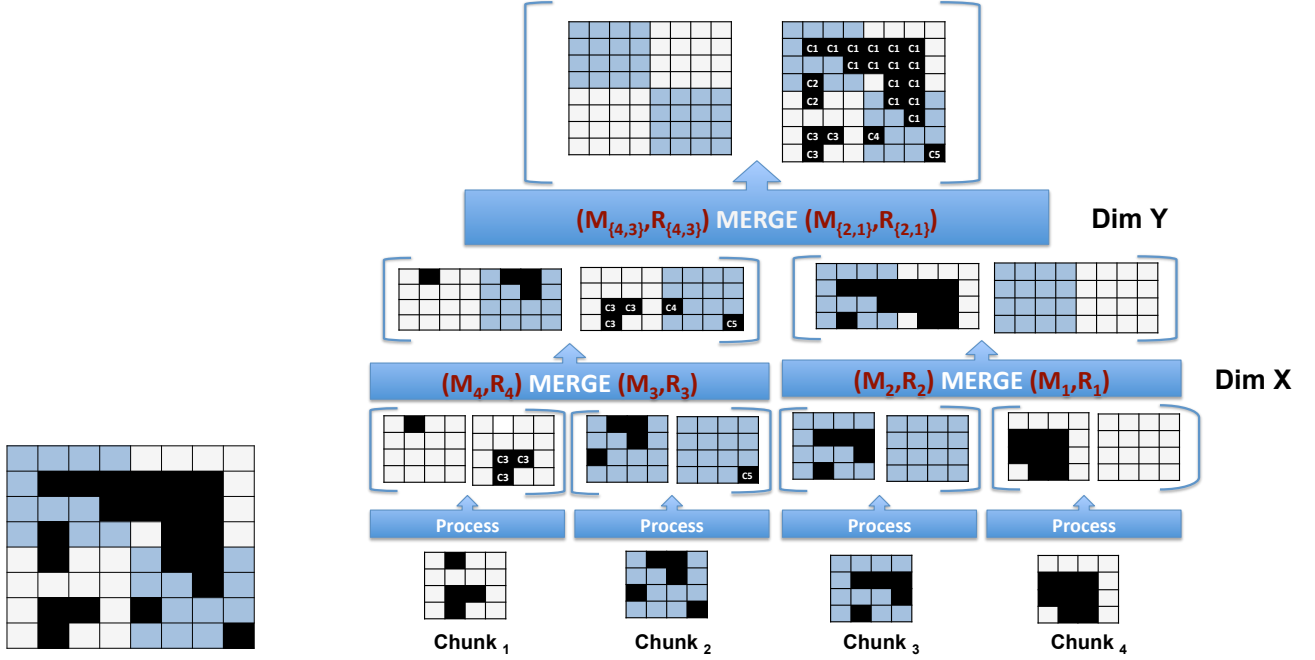 C1 C1 C1 C1 C1 C1
C1 C1 C1 C1
C2 C1 C1
C2 C1 C1
C1
C3 C3 C4
C3 C5
(M{4,3},R{4,3}) MERGE (M{2,1},R{2,1})
Dim Y
C3 C3 C4
C3 C5
(M4,R4) MERGE (M3,R3)
(M2,R2) MERGE (M1,R1)
Dim X
C3 C3
C3
C5
Process
Process
Process
Process
Chunk 1
Chunk 2
Chunk 3
Chunk 4